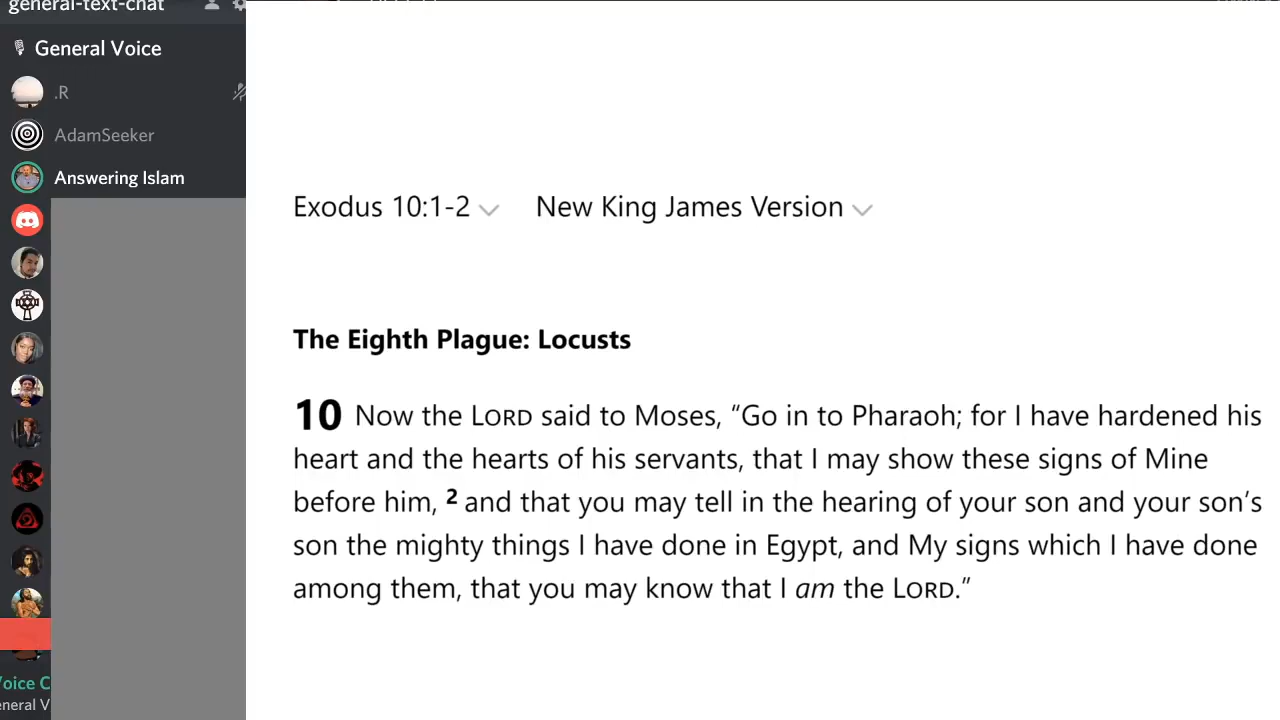 general-text-chat
General Voice
.R
AdamSeeker
Answering Islam
Voice C
eneral V
Exodus 10:1-2 New King James Version
The Eighth Plague: Locusts
10 Now the LORD said to Moses, “Go in to Pharaoh; for I have hardened his
heart and the hearts of his servants, that I may show these signs of Mine
before him, 2 and that you may tell in the hearing of your son and your son’s
son the mighty things I have done in Egypt, and My signs which I have done
among them, that you may know that I am the LORD.”